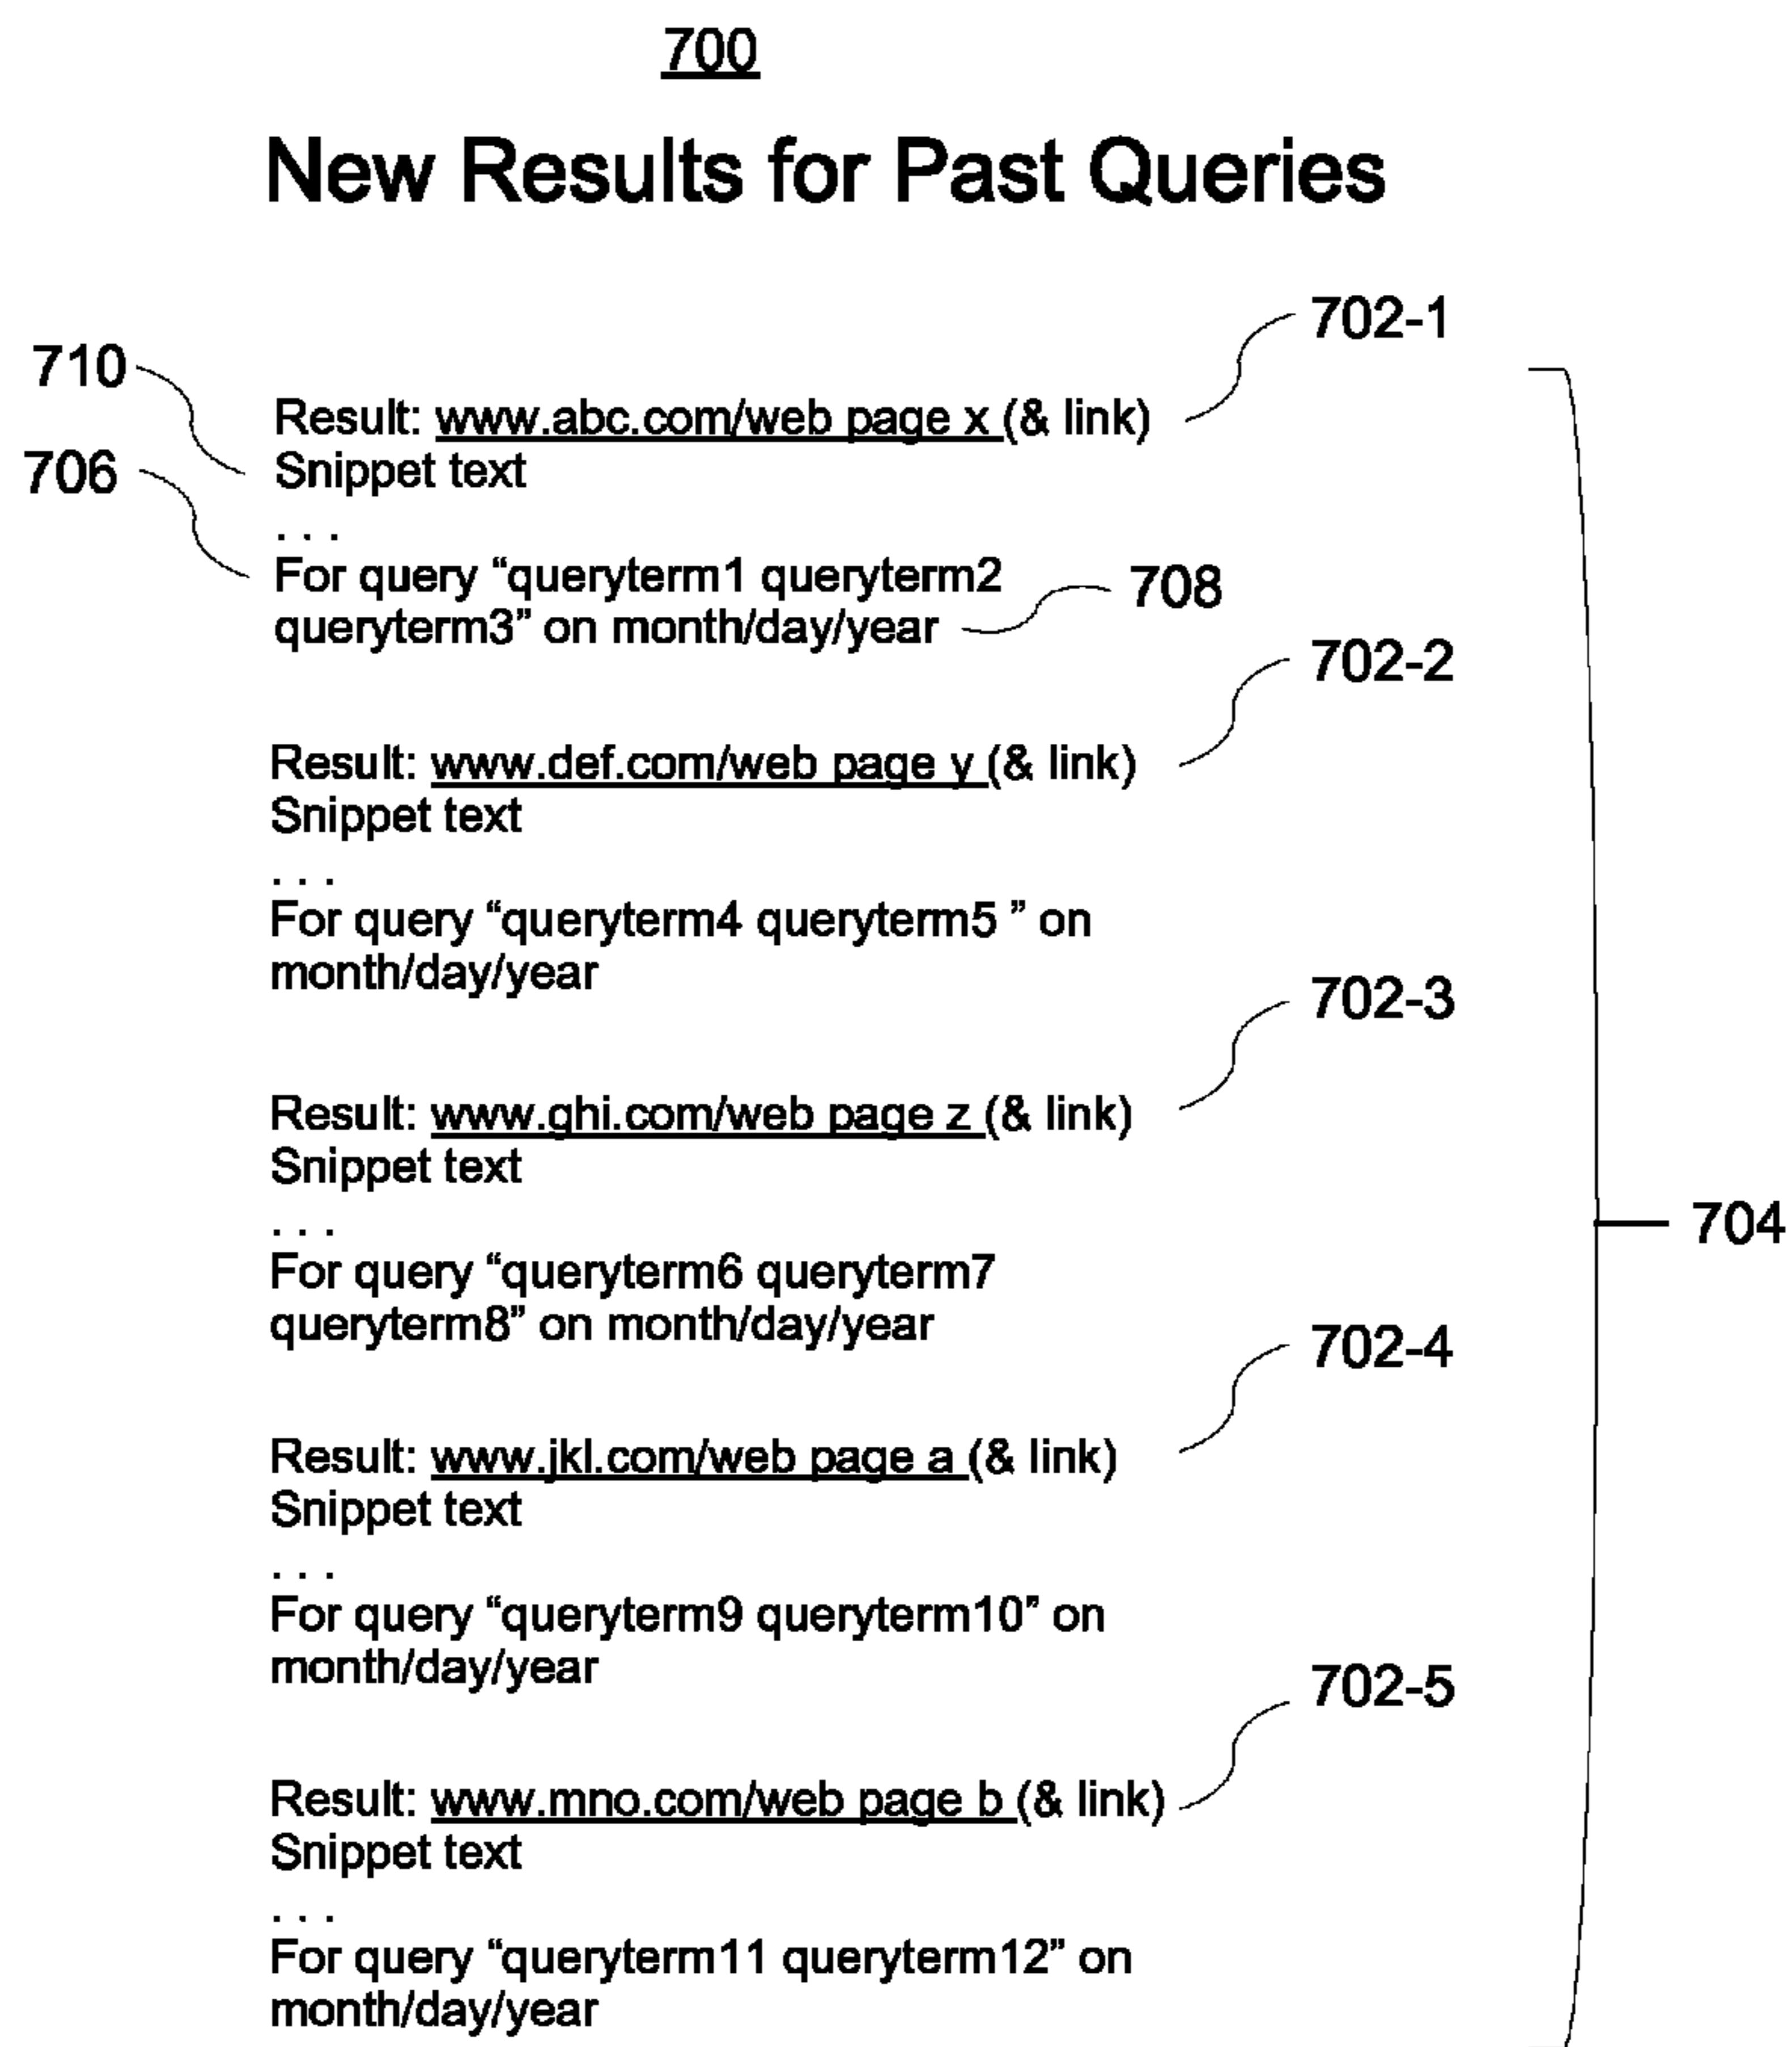 700
New Results for Past Queries
702-1
710
Result: www.abc.com/web page x (& link)
706
Snippet text
. . .
For query “queryterm1 queryterm2
708
queryterm3” on month/day/year
702-2
Result: www.def.com/web page y (& link)
Snippet text
. . .
For query “queryterm4 queryterm5 ” on
month/day/year
702-3
Result: www.ghi.com/web page z (& link)
Snippet text
. . .
704
For query “queryterm6 queryterm7
queryterm8” on month/day/year
702-4
Result: www.jkl.com/web page a (& link)
Snippet text
. . .
For query “queryterm9 queryterm10” on
month/day/year
702-5
Result: www.mno.com/web page b (& link)
Snippet text
. . .
For query “queryterm11 queryterm12” on
month/day/year